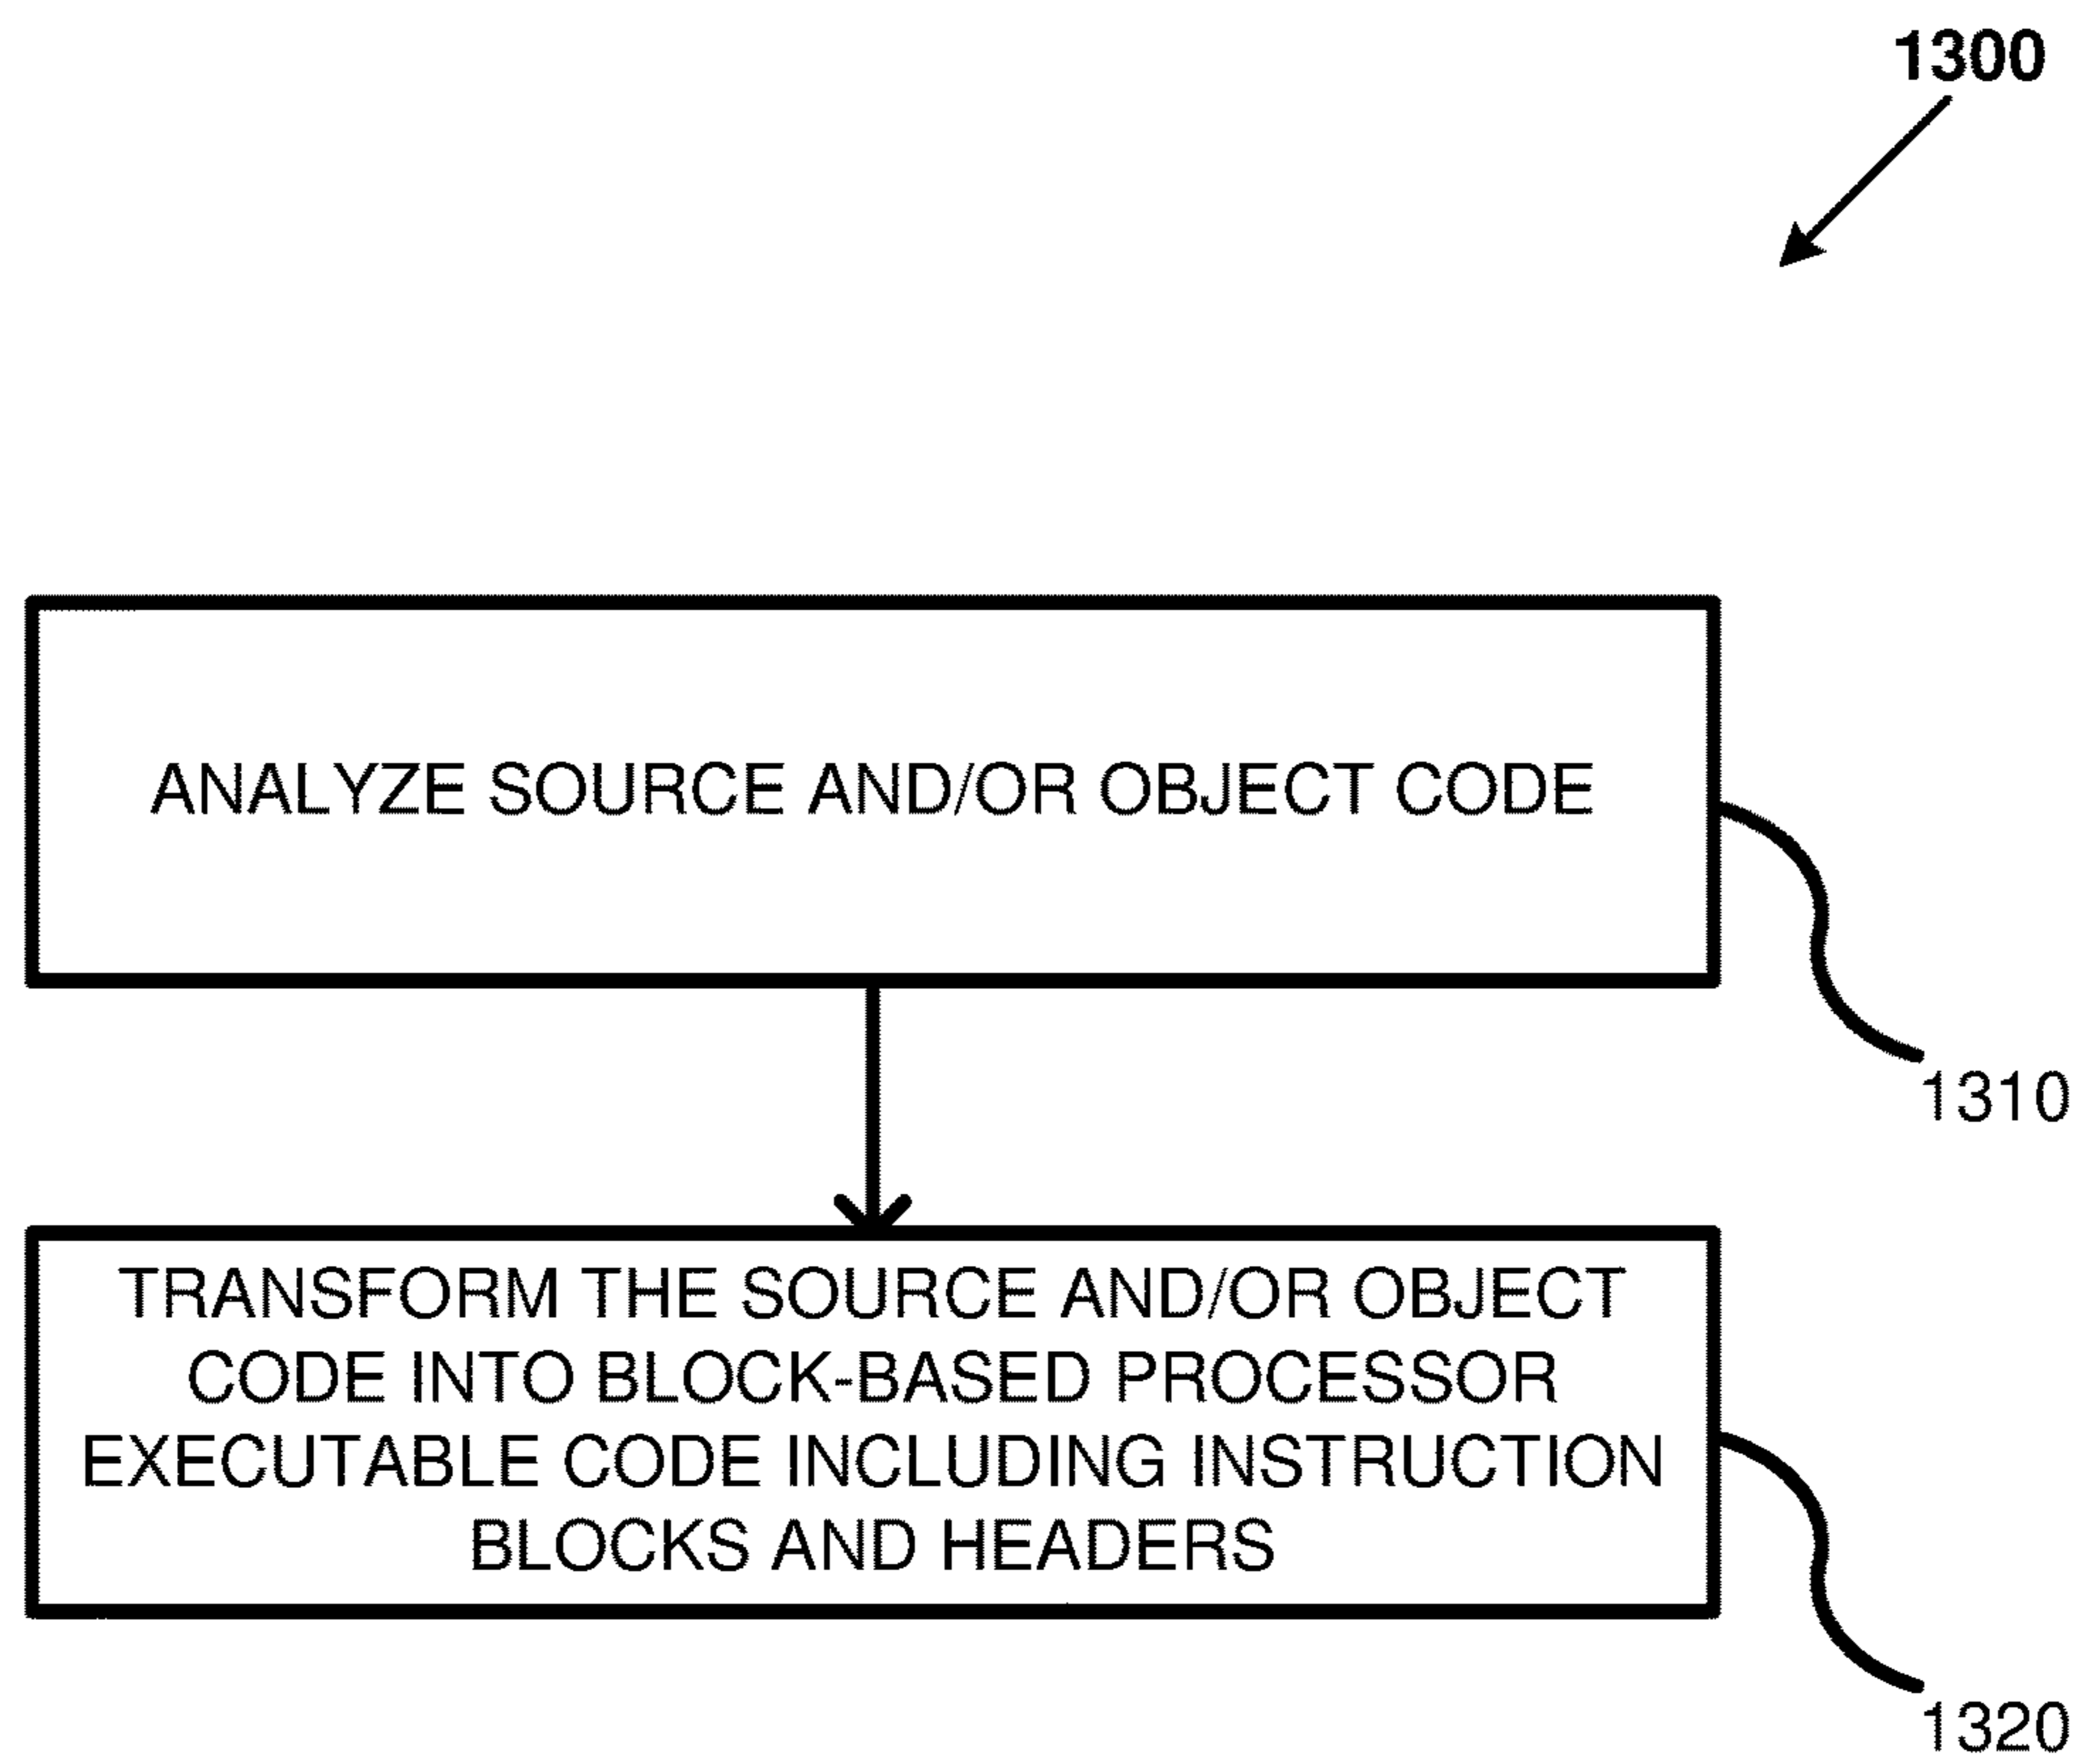 1300
ANALYZE SOURCE AND/OR OBJECT CODE
1310
TRANSFORM THE SOURCE AND/OR OBJECT
CODE INTO BLOCK-BASED PROCESSOR
EXECUTABLE CODE INCLUDING INSTRUCTION
BLOCKS AND HEADERS
1320